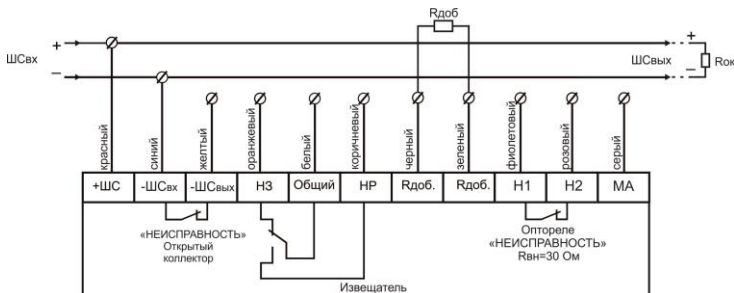 Rдоб
+
+
ШСвх
ШСвых
Rок
–
–
красный
синий
желтый
оранжевый
белый
коричневый
черный
зеленый
фиолетовый
розовый
серый
+ШС
-ШСвх
-ШСвых
НЗ
Общий
НР
Rдоб.
Rдоб.
Н1
Н2
МА
«НЕИСПРАВНОСТЬ»
Открытый
коллектор
Оптореле
«НЕИСПРАВНОСТЬ»
Rвн=30 Ом
Извещатель